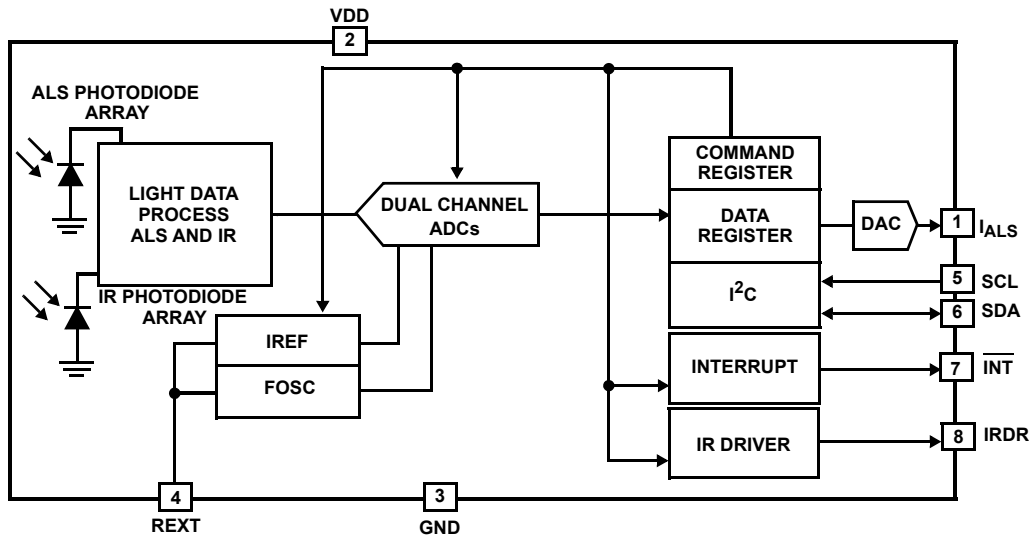 VDD
2
ALS PHOTODIODE
ARRAY
LIGHT DATA
PROCESS
ALS AND IR
DUAL CHANNEL
ADCs
COMMAND
REGISTER
DATA
REGISTER
DAC
1
IALS
I²C
5
SCL
6
SDA
IR PHOTODIODE
ARRAY
IREF
FOSC
INTERRUPT
7
INT
IR DRIVER
8
IRDR
4
REXT
3
GND